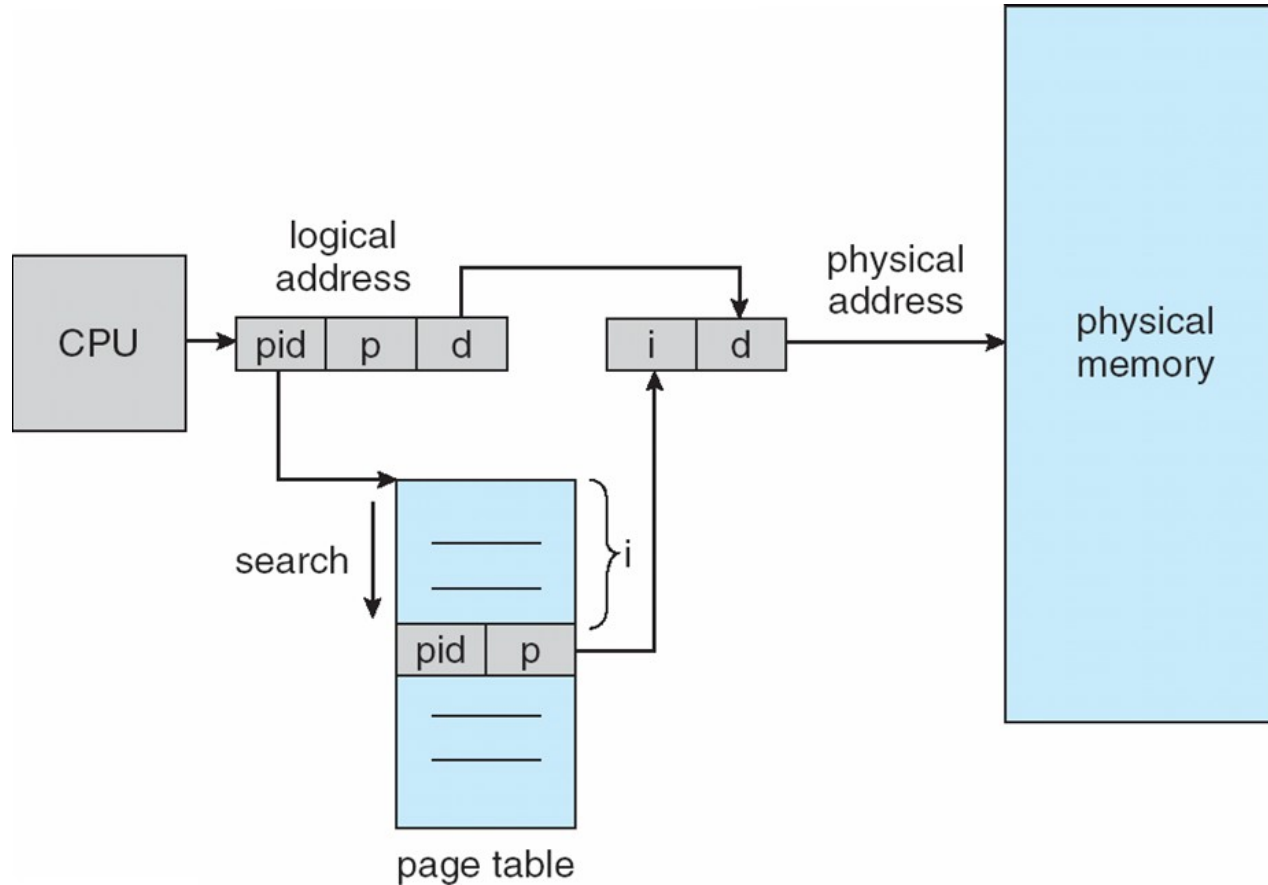 logical
address
physical
address
CPU
pid p d
i d
physical
memory
search
i
pid p
page table